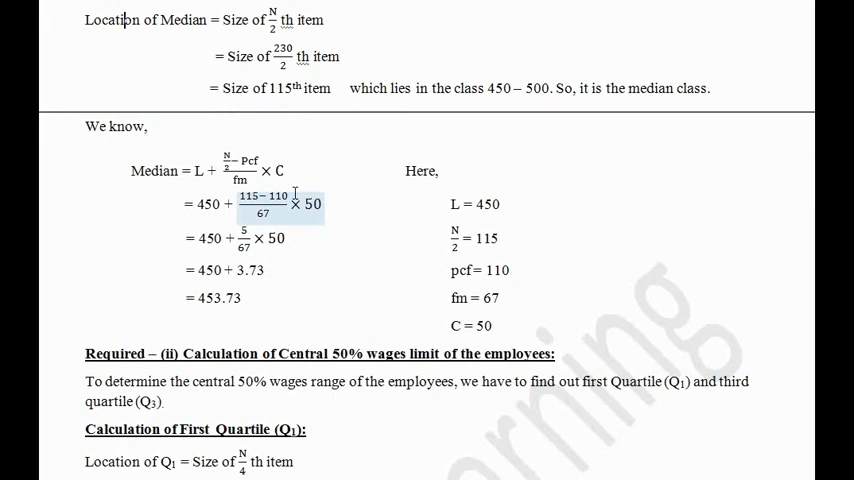 Location of Median = Size of N/2 th item
= Size of 230/2 th item
= Size of 115th item which lies in the class 450 – 500. So, it is the median class.
We know,
Median = L + (N/2 – Pcf)/fm × C Here,
= 450 + (115 – 110)/67 × 50 L = 450
= 450 + 5/67 × 50 N/2 = 115
= 450 + 3.73 pcf= 110
= 453.73 fm = 67
C = 50
Required – (ii) Calculation of Central 50% wages limit of the employees:
To determine the central 50% wages range of the employees, we have to find out first Quartile (Q1) and third
quartile (Q3).
Calculation of First Quartile (Q1):
Location of Q1 = Size of N/4 th item